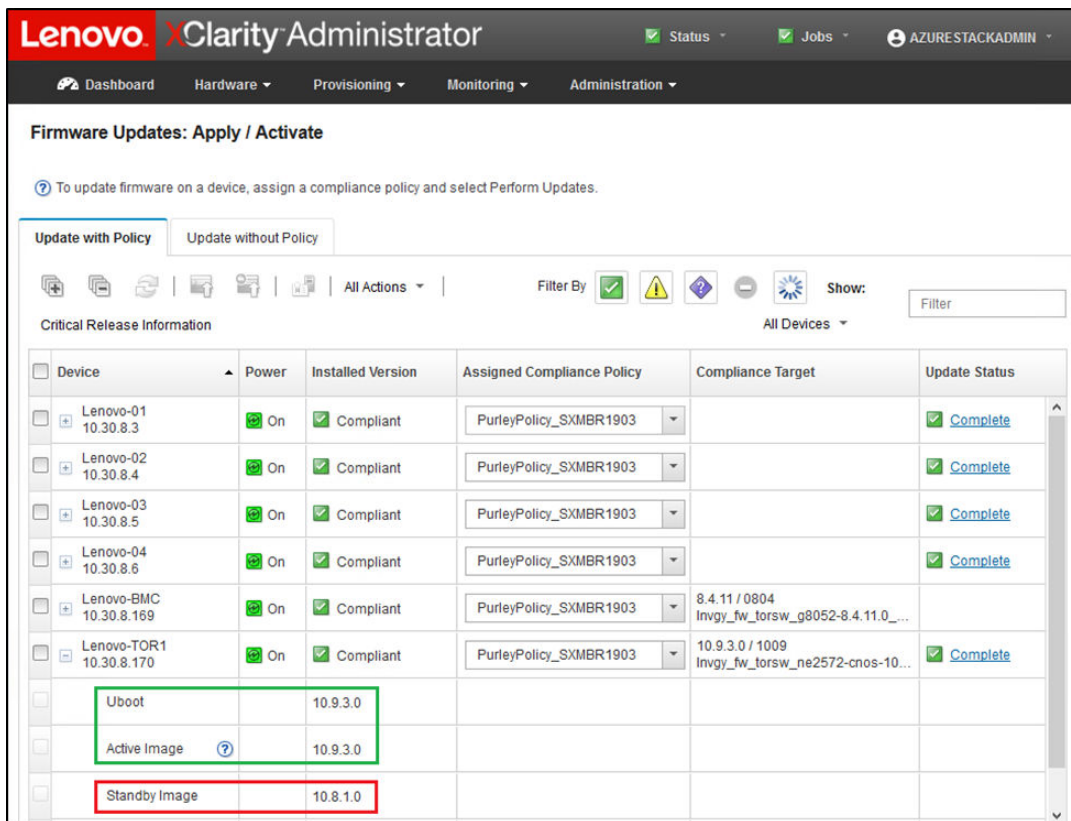 Lenovo. XClarity Administrator
Status
Jobs
AZURESTACKADMIN
Dashboard
Hardware
Provisioning
Monitoring
Administration
Firmware Updates: Apply / Activate
? To update firmware on a device, assign a compliance policy and select Perform Updates.
Update with Policy
Update without Policy
All Actions
Filter By
Show:
Filter
Critical Release Information
All Devices
Device Power Installed Version Assigned Compliance Policy Compliance Target Update Status
Lenovo-01
10.30.8.3
On Compliant PurleyPolicy_SXMBR1903 Complete
Lenovo-02
10.30.8.4
On Compliant PurleyPolicy_SXMBR1903 Complete
Lenovo-03
10.30.8.5
On Compliant PurleyPolicy_SXMBR1903 Complete
Lenovo-04
10.30.8.6
On Compliant PurleyPolicy_SXMBR1903 Complete
Lenovo-BMC
10.30.8.169
On Compliant PurleyPolicy_SXMBR1903
8.4.11 / 0804
lnvgy_fw_torsw_g8052-8.4.11.0_...
Lenovo-TOR1
10.30.8.170
On Compliant PurleyPolicy_SXMBR1903
10.9.3.0 / 1009
lnvgy_fw_torsw_ne2572-cnos-10...
Complete
Uboot 10.9.3.0
Active Image ? 10.9.3.0
Standby Image 10.8.1.0